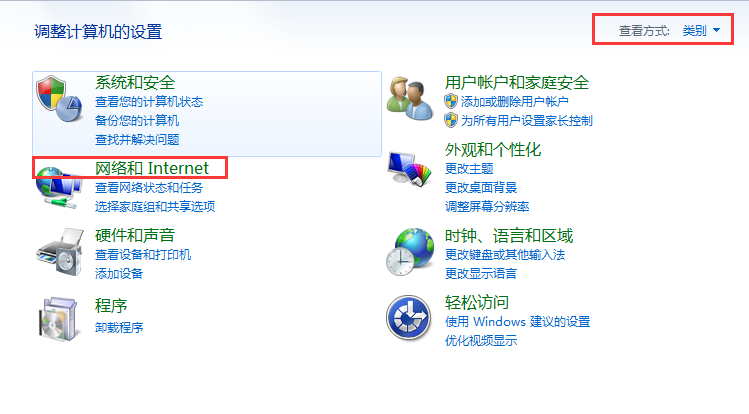 调整计算机的设置
查看方式: 类别
系统和安全
查看您的计算机状态
备份您的计算机
查找并解决问题
网络和 Internet
查看网络状态和任务
选择家庭组和共享选项
硬件和声音
查看设备和打印机
添加设备
程序
卸载程序
用户帐户和家庭安全
添加或删除用户帐户
为所有用户设置家长控制
外观和个性化
更改主题
更改桌面背景
调整屏幕分辨率
时钟、语言和区域
更改键盘或其他输入法
更改显示语言
轻松访问
使用 Windows 建议的设置
优化视频显示